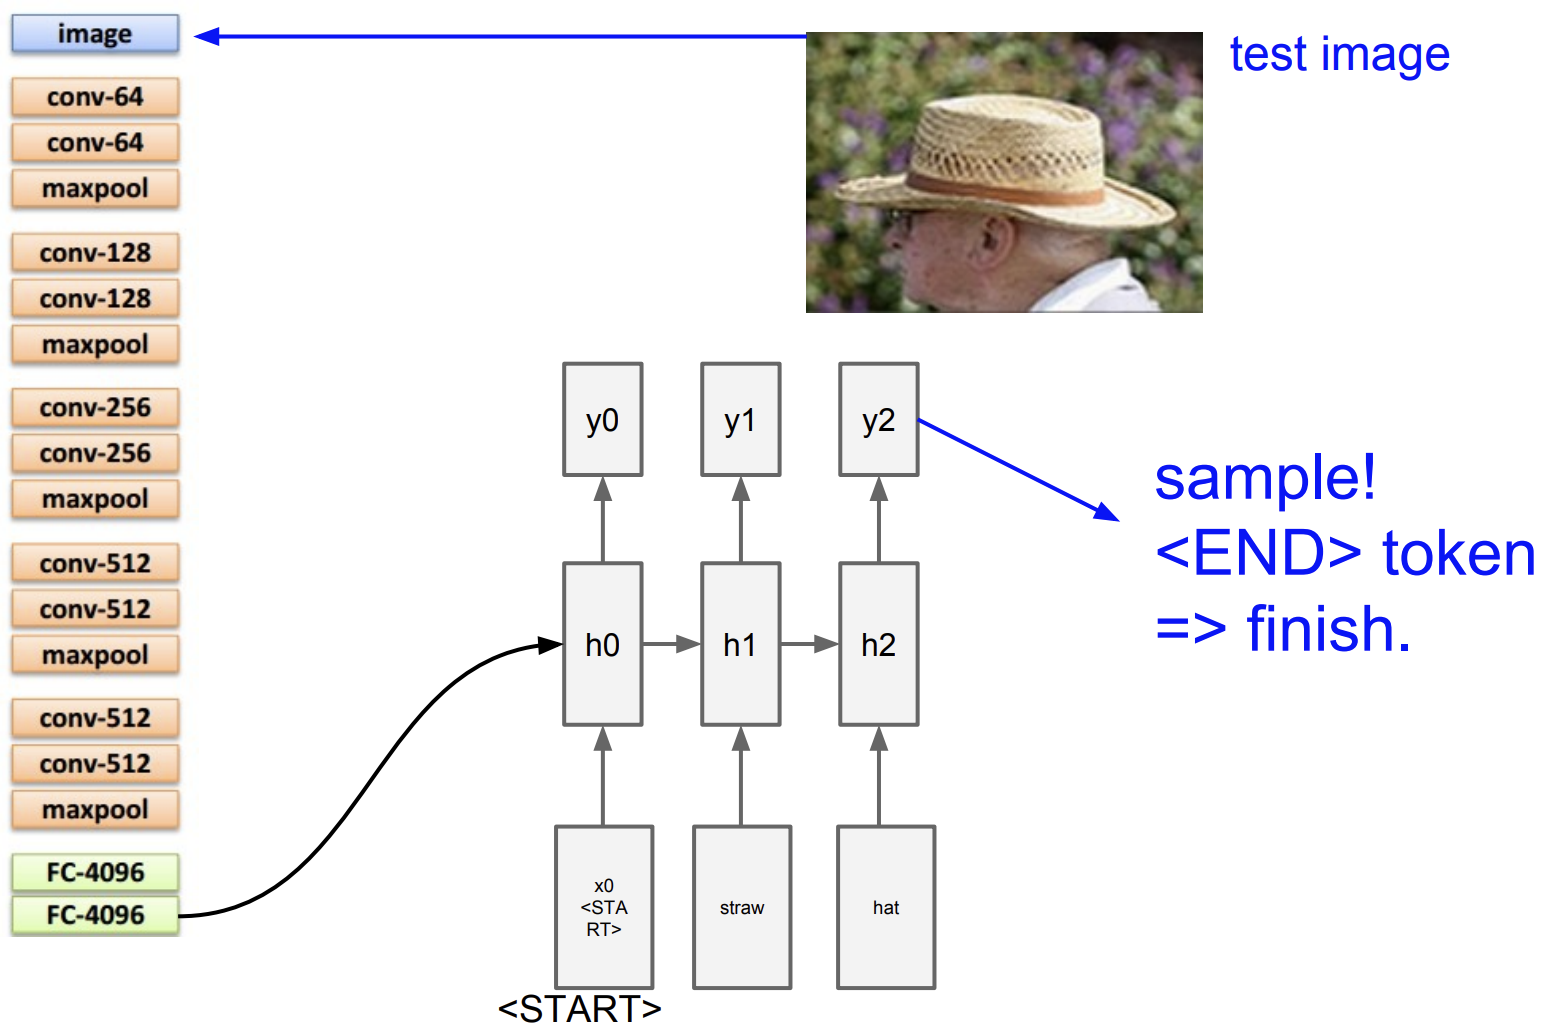 image
conv-64
conv-64
maxpool
conv-128
conv-128
maxpool
conv-256
conv-256
maxpool
conv-512
conv-512
maxpool
conv-512
conv-512
maxpool
FC-4096
FC-4096
test image
y0
y1
y2
sample!
<END> token
=> finish.
h0
h1
h2
x0
<STA
RT>
straw
hat
<START>